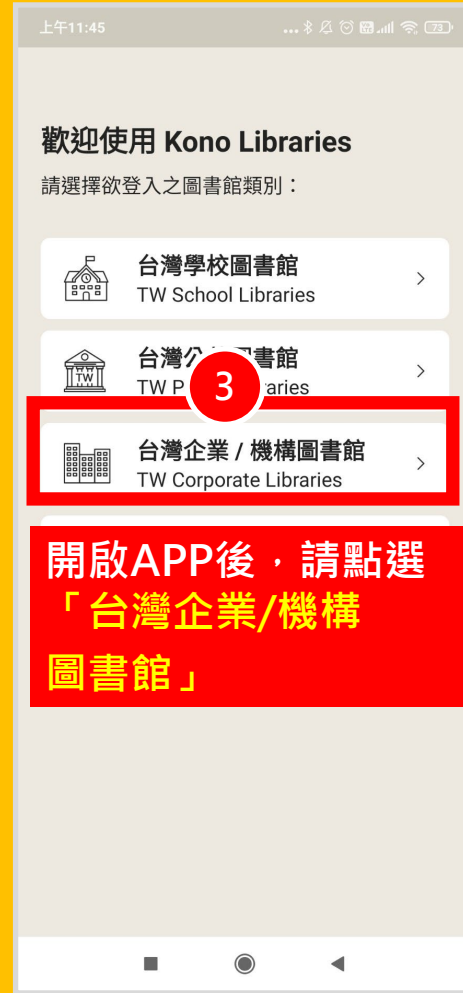 上午11:45
73
歡迎使用 Kono Libraries
請選擇欲登入之圖書館類別：
台灣學校圖書館
TW School Libraries
TW
台灣 書館
TW
3
台灣企業 / 機構圖書館
TW Corporate Libraries
開啟APP後，請點選
「台灣企業/機構
圖書館」